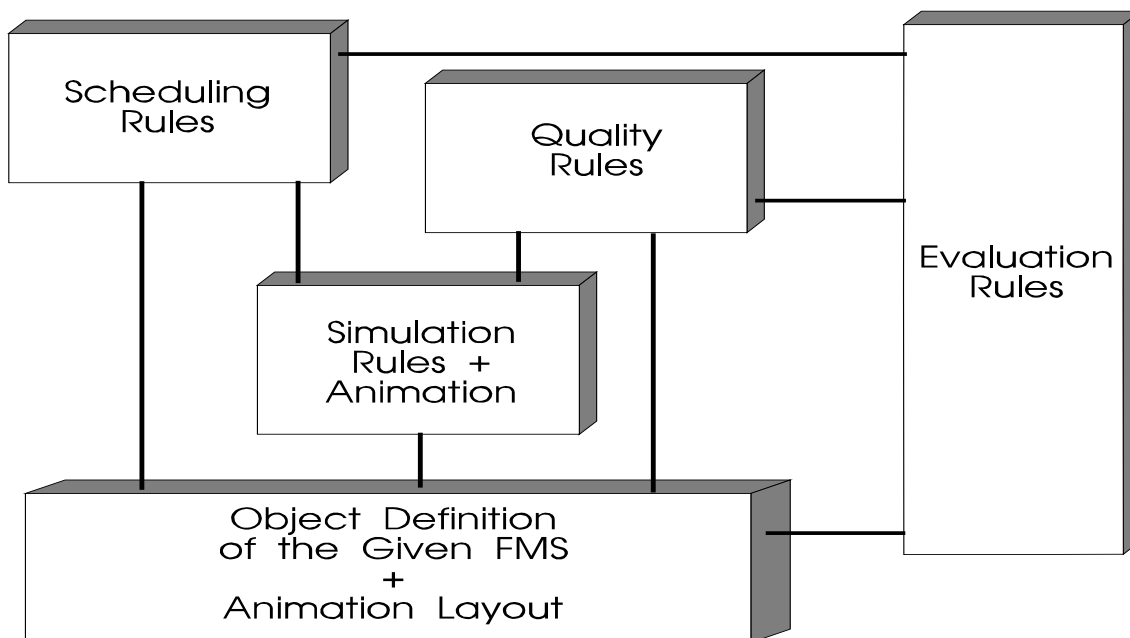 Scheduling
Rules
Quality
Rules
Evaluation
Rules
Simulation
Rules +
Animation
Object Definition
of the Given FMS
+
Animation Layout